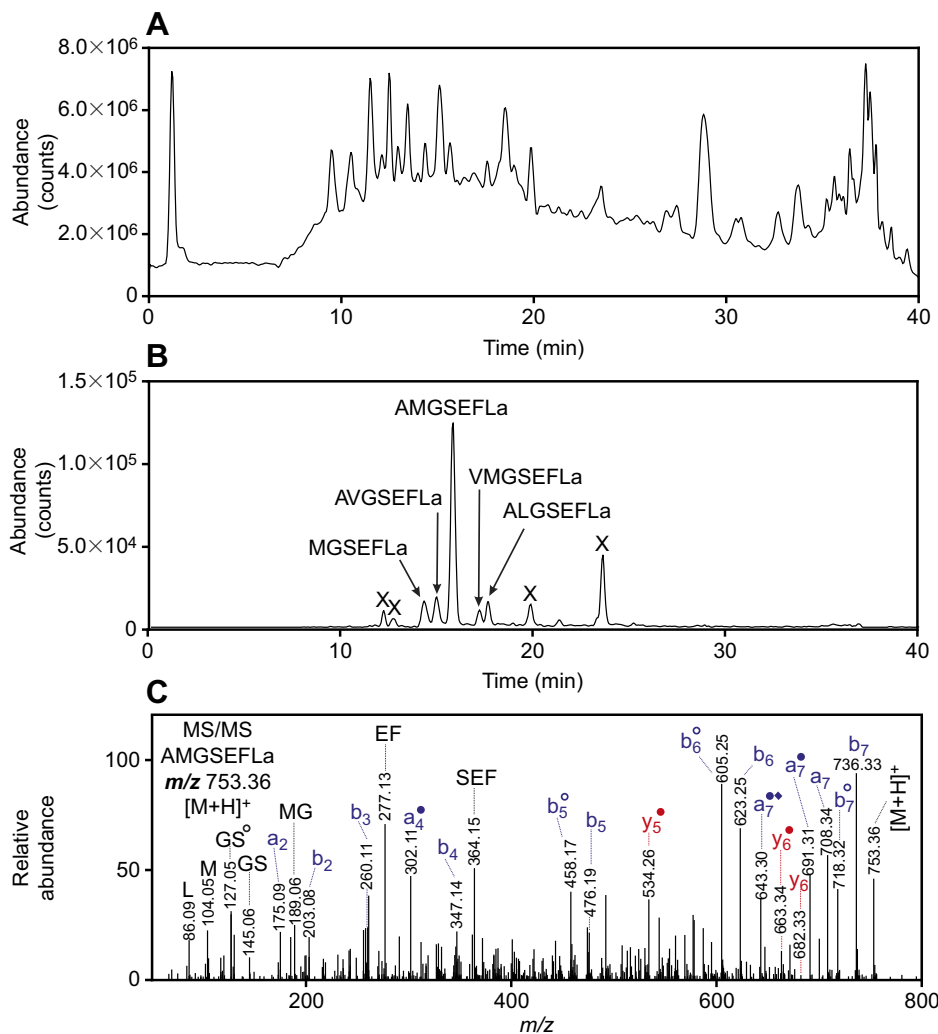 A
8.0×10⁶
6.0×10⁶
4.0×10⁶
2.0×10⁶
0
Abundance
(counts)
0 10 20 30 40
Time (min)
B
1.5×10⁵
1.0×10⁵
5.0×10⁴
0
Abundance
(counts)
AMGSEFLa
VMGSEFLa
AVGSEFLa
ALGSEFLa
MGSEFLa
X X X X
0 10 20 30 40
Time (min)
C
MS/MS
AMGSEFLa
m/z 753.36
[M+H]⁺
100
50
0
Relative
abundance
L 86.09
M 104.05
GS° 127.05
GS 145.06
a₂ 175.09
MG 189.06
b₂ 203.08
b₃ 260.11
EF 277.13
a₄● 302.11
b₄ 347.14
SEF 364.15
b₅° 458.17
b₅ 476.19
y₅● 534.26
b₆° 605.25
b₆ 623.25
a₇●◆ 643.30
y₆● 663.34
y₆ 682.33
a₇● 691.31
a₇ 708.34
b₇° 718.32
b₇ 736.33
753.36 [M+H]⁺
200 400 600 800
m/z